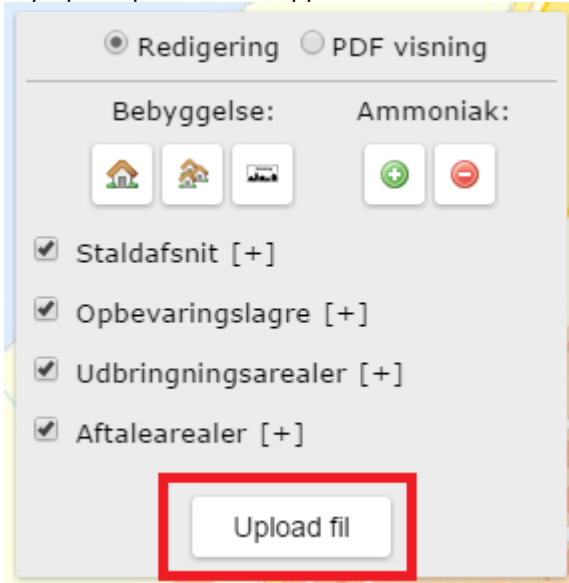 Redigering PDF visning
Bebyggelse: Ammoniak:
Staldafsnit [+]
Opbevaringslagre [+]
Udbringningsarealer [+]
Aftalearealer [+]
Upload fil